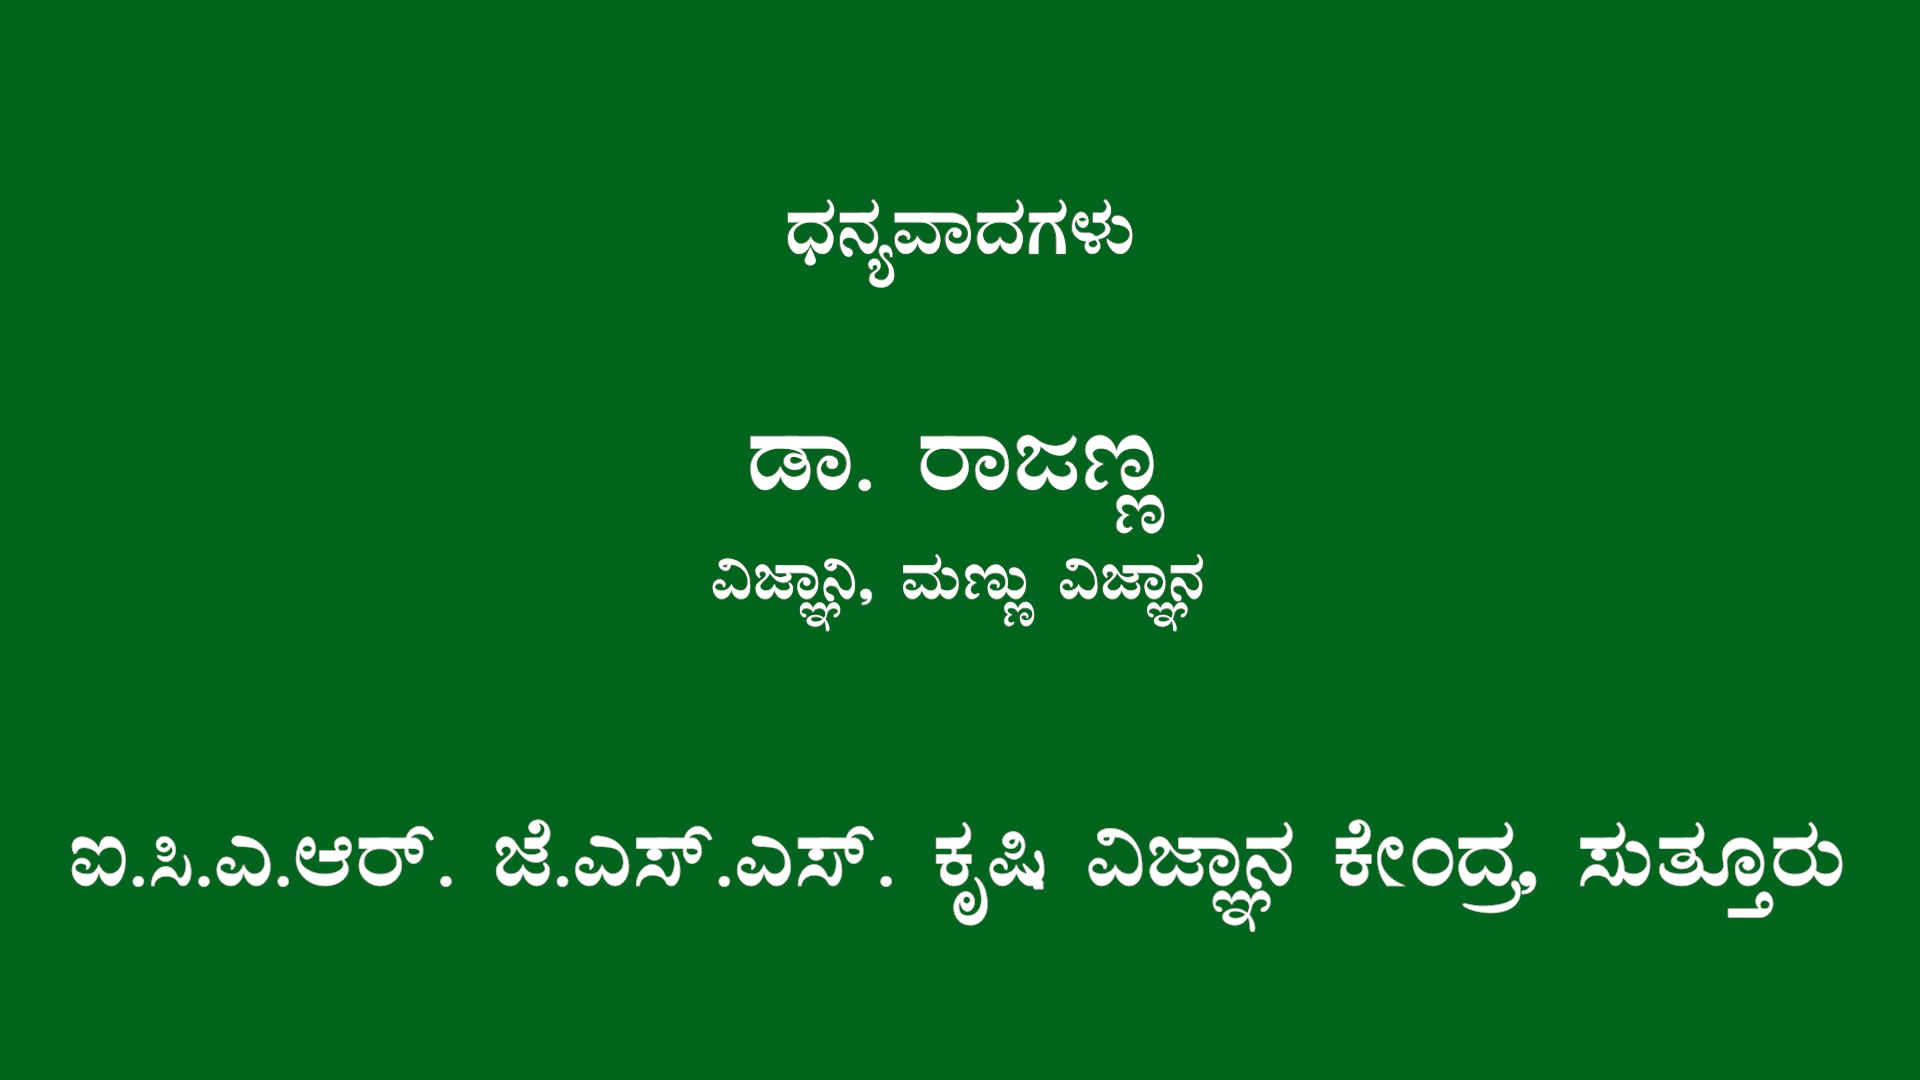 ಧನ್ಯವಾದಗಳು
ಡಾ. ರಾಜಣ್ಣ
ವಿಜ್ಞಾನಿ, ಮಣ್ಣು ವಿಜ್ಞಾನ
ಐ.ಸಿ.ಎ.ಆರ್. ಜೆ.ಎಸ್.ಎಸ್. ಕೃಷಿ ವಿಜ್ಞಾನ ಕೇಂದ್ರ, ಸುತ್ತೂರು